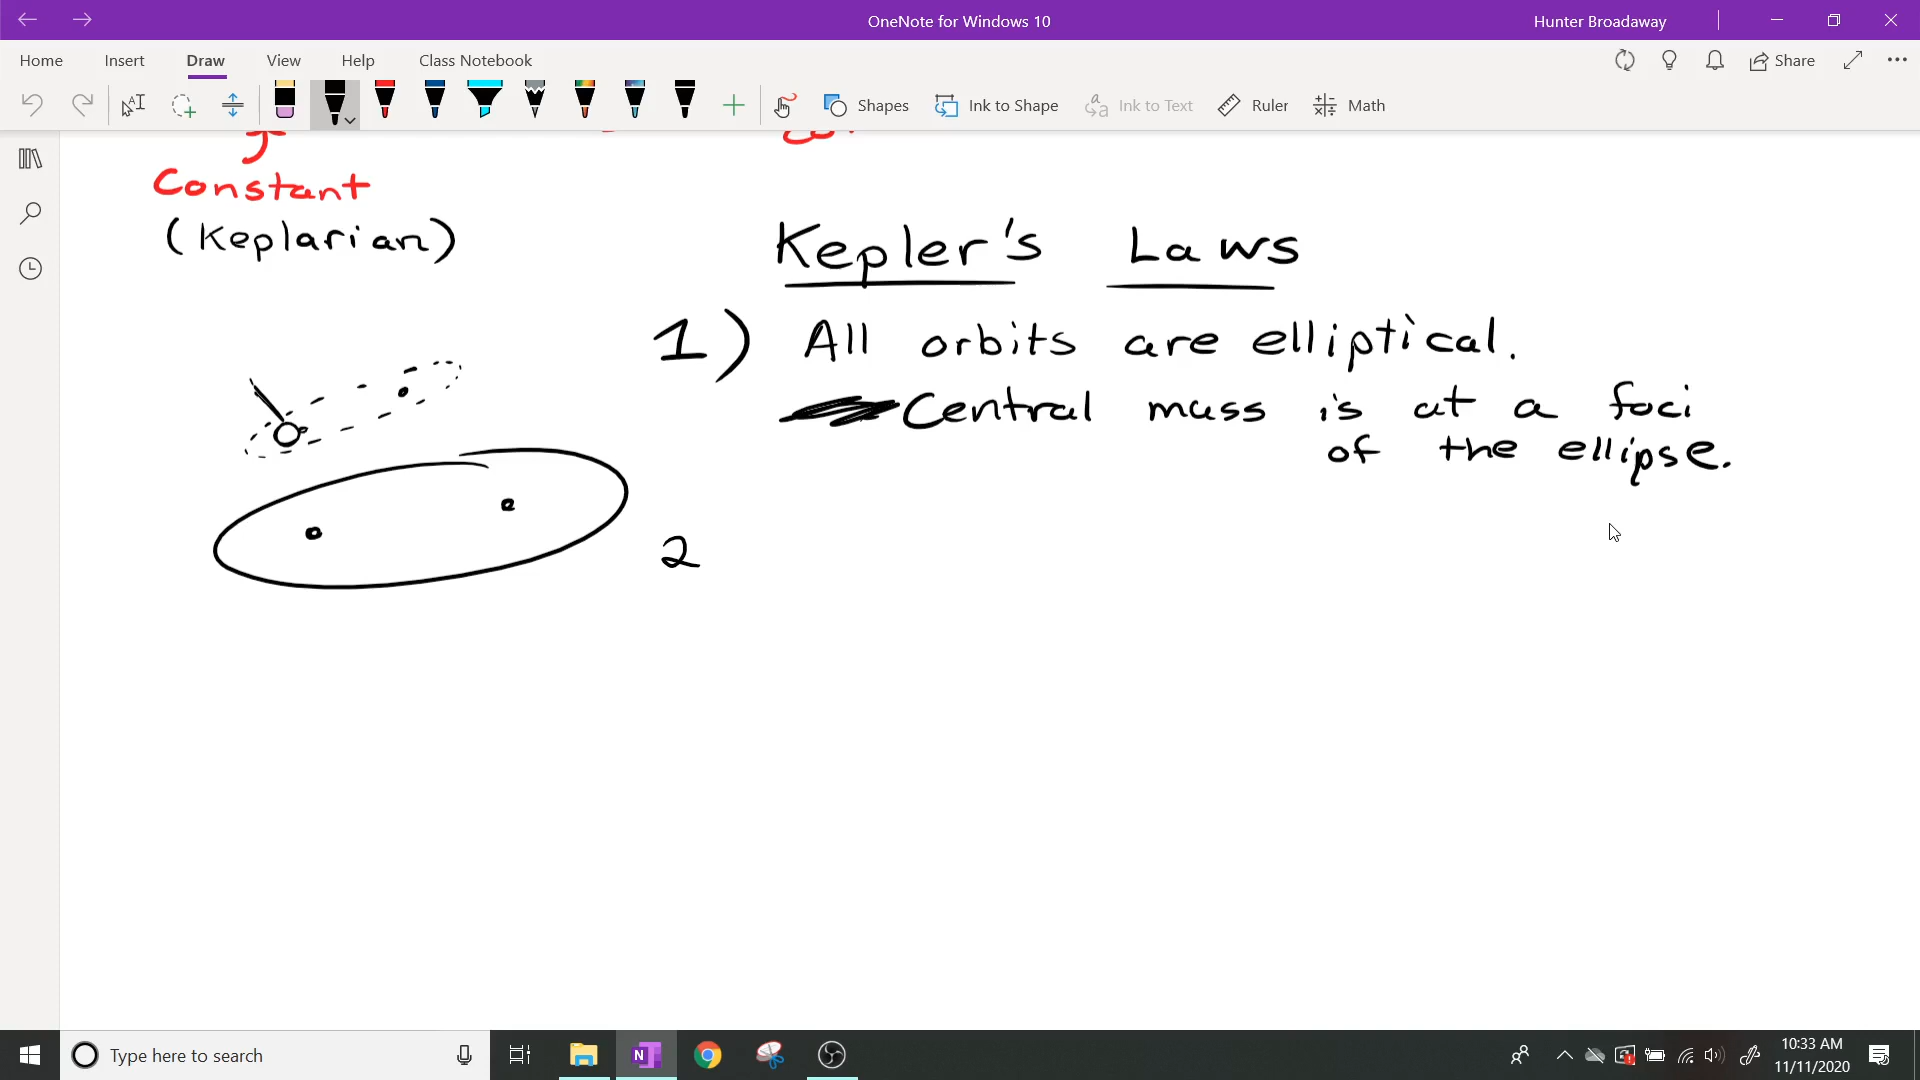 OneNote for Windows 10
Hunter Broadaway
Home Insert Draw View Help Class Notebook
Share
Shapes Ink to Shape Ink to Text Ruler Math
Constant
(Keplarian)
Kepler's Laws
1) All orbits are elliptical.
Central mass is at a foci
of the ellipse.
2
Type here to search
10:33 AM
11/11/2020